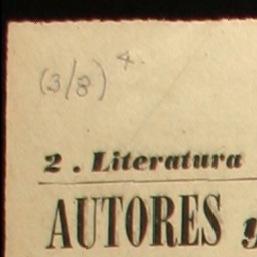 (3/8) 4.
2. Literatura
AUTORES y